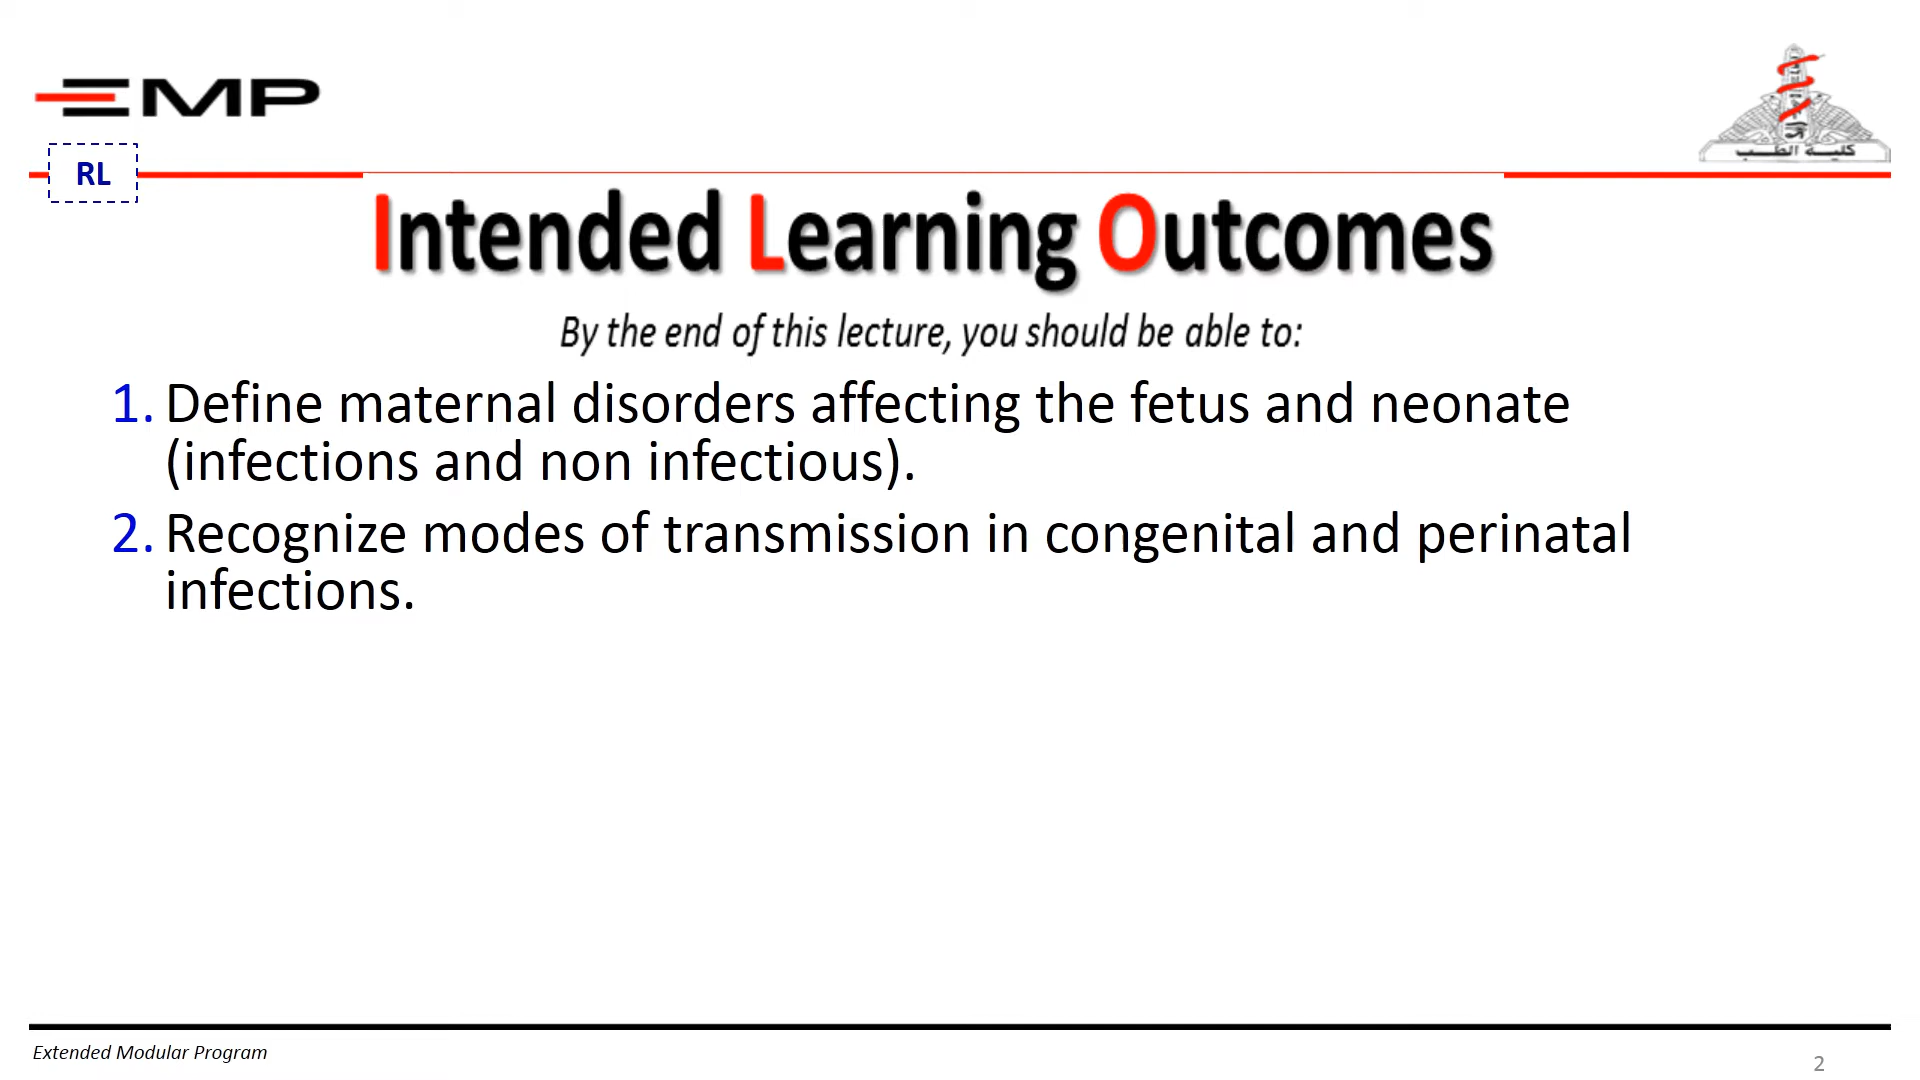 EMP
كلية الطب
RL
Intended Learning Outcomes
By the end of this lecture, you should be able to:
1. Define maternal disorders affecting the fetus and neonate
(infections and non infectious).
2. Recognize modes of transmission in congenital and perinatal
infections.
Extended Modular Program
2